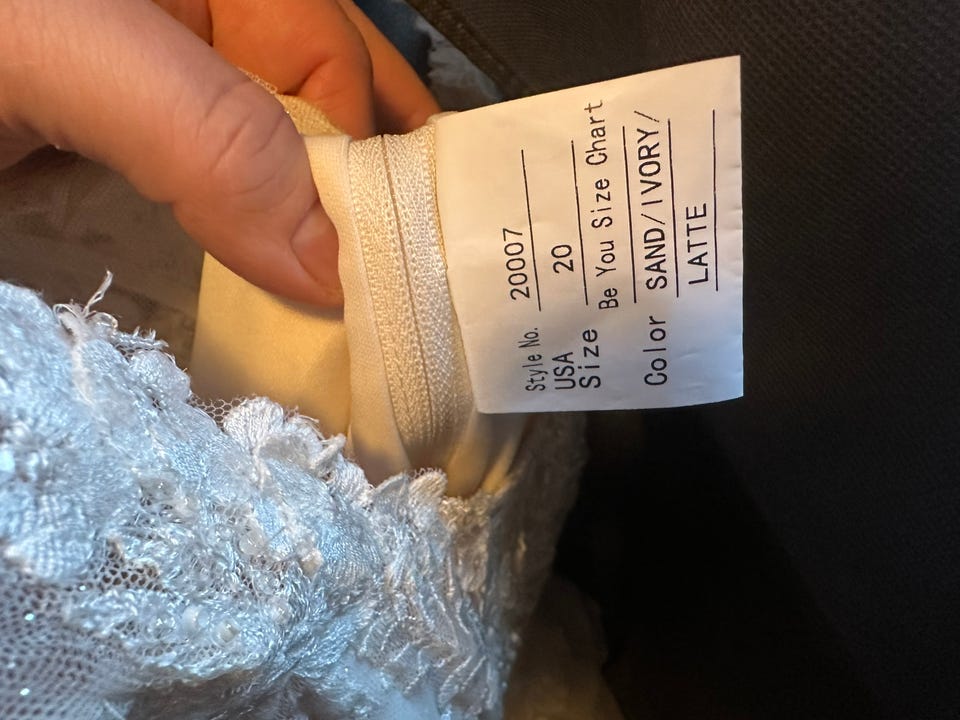 Style No. 20007
USA
Size 20
Be You Size Chart
Color SAND/IVORY/
LATTE